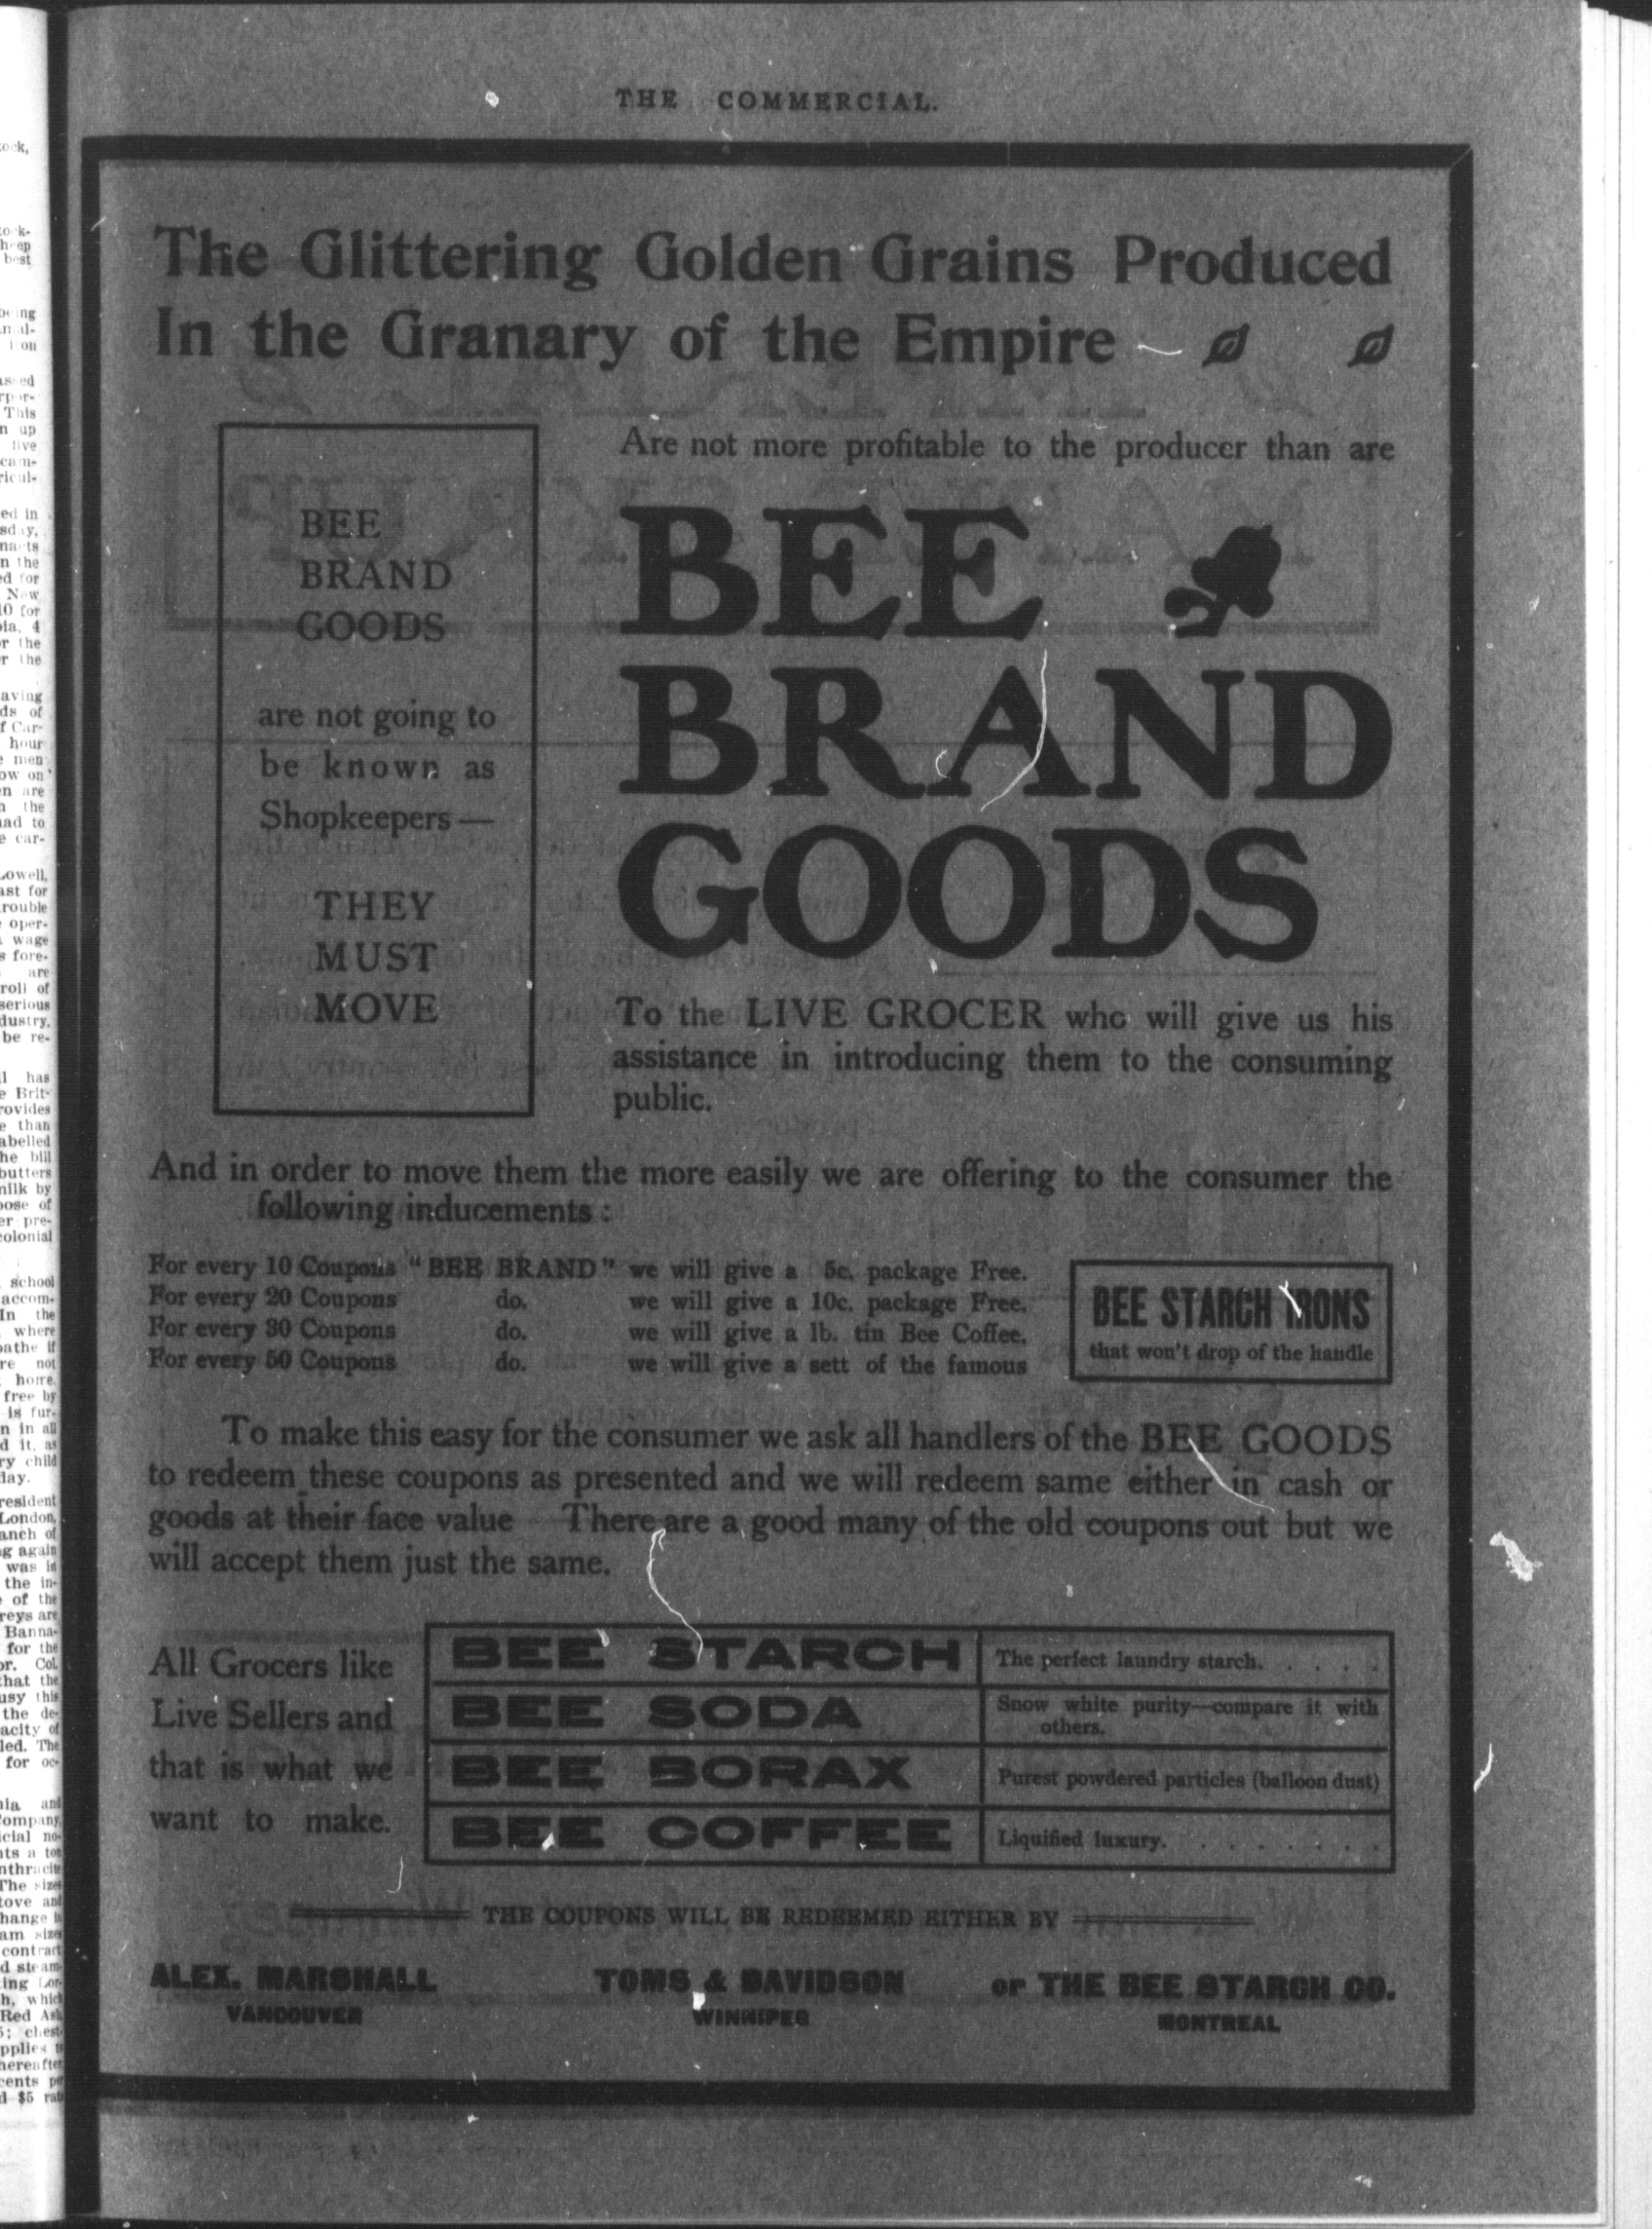 THE COMMERCIAL.
The Glittering Golden Grains Produced
In the Granary of the Empire
BEE
BRAND
GOODS
are not going to
be known as
Shopkeepers—
THEY
MUST
MOVE
Are not more profitable to the producer than are
BEE
BRAND
GOODS
To the LIVE GROCER who will give us his
assistance in introducing them to the consuming
public.
And in order to move them the more easily we are offering to the consumer the
following inducements:
For every 10 Coupons "BEE BRAND" we will give a 5c. package Free.
For every 20 Coupons do. we will give a 10c. package Free.
For every 30 Coupons do. we will give a lb. tin Bee Coffee.
For every 50 Coupons do. we will give a sett of the famous
BEE STARCH IRONS
that won't drop of the handle
To make this easy for the consumer we ask all handlers of the BEE GOODS
to redeem these coupons as presented and we will redeem same either in cash or
goods at their face value There are a good many of the old coupons out but we
will accept them just the same.
All Grocers like
Live Sellers and
that is what we
want to make.
BEE STARCH The perfect laundry starch. . . . .
BEE SODA Snow white purity—compare it with
others.
BEE BORAX Purest powdered particles (balloon dust)
BEE COFFEE Liquified luxury. . . . . . . .
THE COUPONS WILL BE REDEEMED EITHER BY
ALEX. MARSHALL TOMS & DAVIDSON or THE BEE STARCH CO.
VANCOUVER WINNIPEG MONTREAL